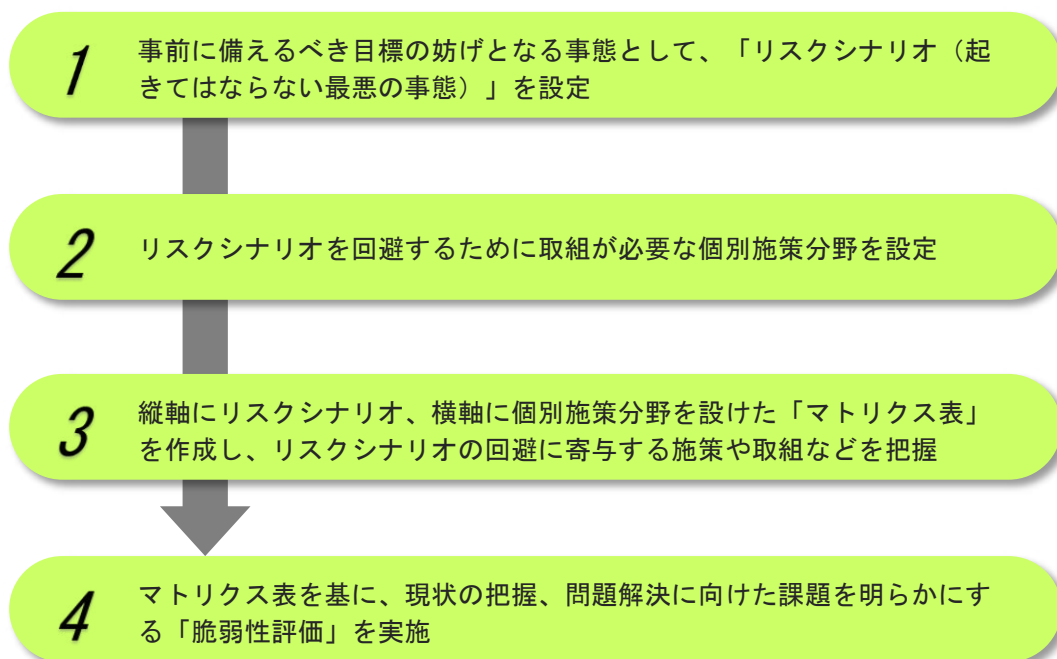 1
事前に備えるべき目標の妨げとなる事態として、「リスクシナリオ（起
きてはならない最悪の事態）」を設定
2
リスクシナリオを回避するために取組が必要な個別施策分野を設定
3
縦軸にリスクシナリオ、横軸に個別施策分野を設けた「マトリクス表」
を作成し、リスクシナリオの回避に寄与する施策や取組などを把握
4
マトリクス表を基に、現状の把握、問題解決に向けた課題を明らかにす
る「脆弱性評価」を実施